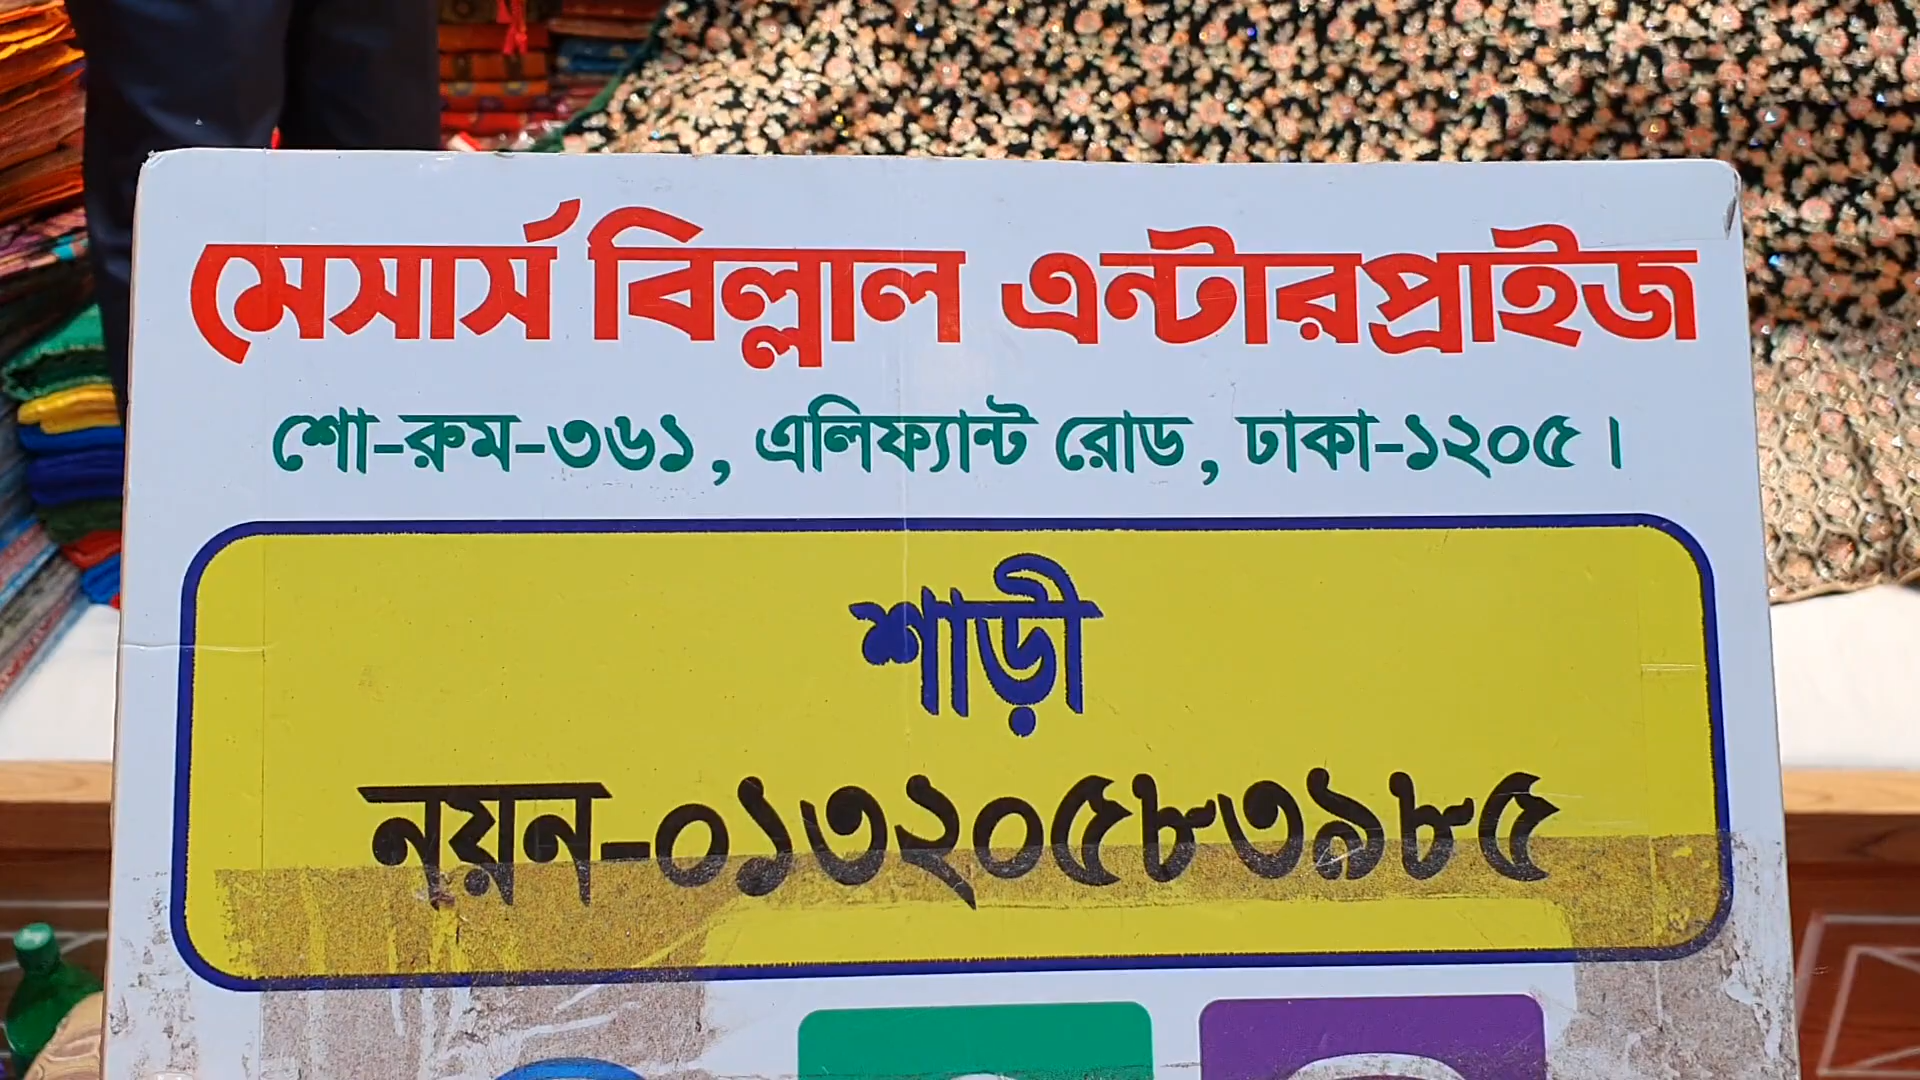 মেসার্স বিল্লাল এন্টারপ্রাইজ
শো-রুম-৩৬১, এলিফ্যান্ট রোড, ঢাকা-১২০৫।
শাড়ী
নয়ন-০১৩২০৫৮৩৯৮৫